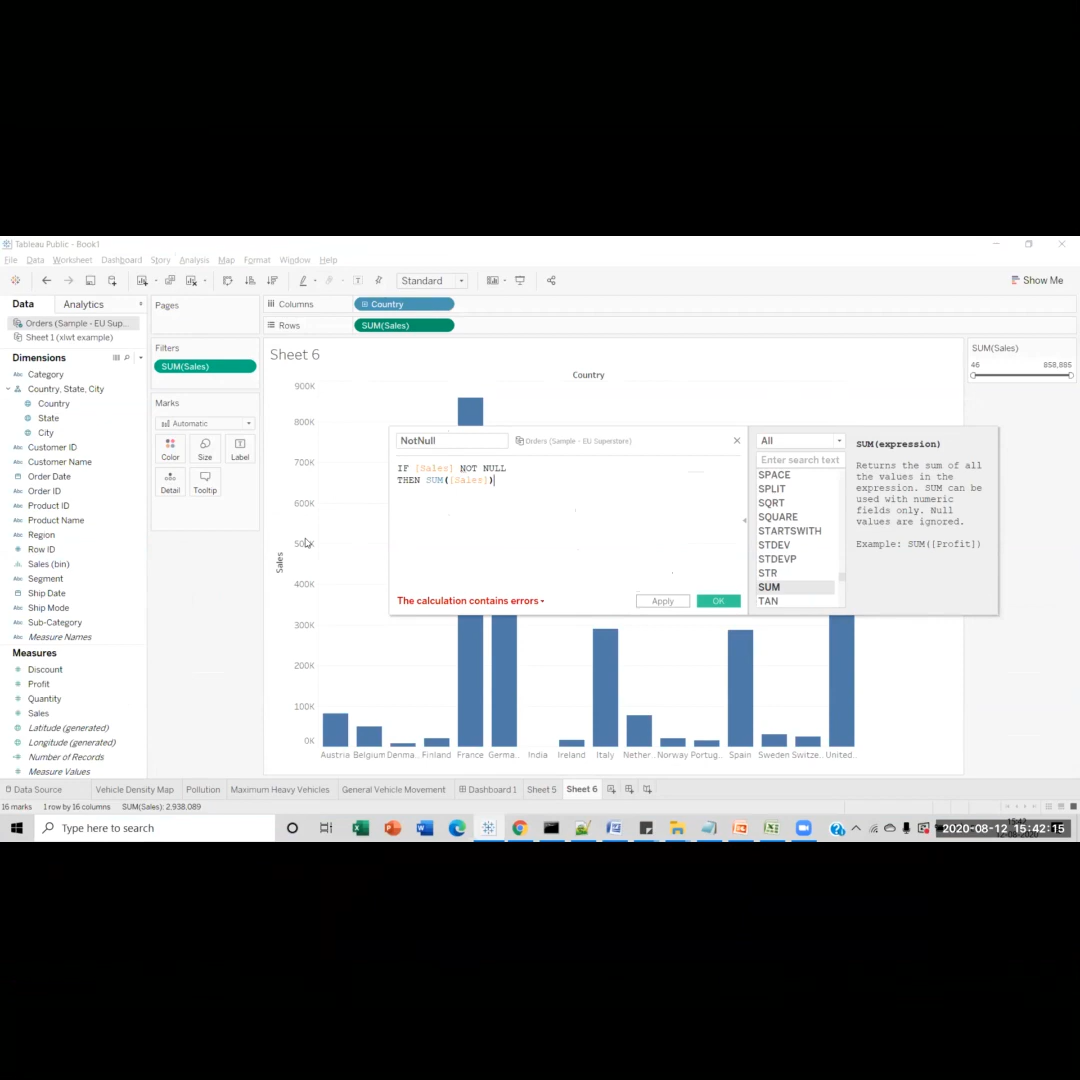 Tableau Public - Book1
File Data Worksheet Dashboard Story Analysis Map Format Window Help
Standard
Show Me
Data Analytics
Orders (Sample - EU Sup...
Sheet 1 (xlwt example)
Dimensions
Abc Category
Country, State, City
Country
State
City
Abc Customer ID
Abc Customer Name
Order Date
Abc Order ID
Abc Product ID
Abc Product Name
Abc Region
Row ID
Sales (bin)
Abc Segment
Ship Date
Abc Ship Mode
Abc Sub-Category
Abc Measure Names
Measures
Discount
Profit
Quantity
Sales
Latitude (generated)
Longitude (generated)
Number of Records
Measure Values
Pages
Filters
SUM(Sales)
Marks
Automatic
Color Size Label
Detail Tooltip
Columns Country
Rows SUM(Sales)
Sheet 6
Country
900K
800K
700K
600K
500K
400K
300K
200K
100K
0K
Sales
Austria Belgium Denma.. Finland France Germa.. India Ireland Italy Nether.. Norway Portug.. Spain Sweden Switze.. United..
SUM(Sales)
46 858,885
NotNull Orders (Sample - EU Superstore)
IF [Sales] NOT NULL
THEN SUM([Sales])
The calculation contains errors
Apply OK
All
Enter search text
SPACE
SPLIT
SQRT
SQUARE
STARTSWITH
STDEV
STDEVP
STR
SUM
TAN
SUM(expression)
Returns the sum of all
the values in the
expression. SUM can be
used with numeric
fields only. Null
values are ignored.
Example: SUM([Profit])
Data Source Vehicle Density Map Pollution Maximum Heavy Vehicles General Vehicle Movement Dashboard 1 Sheet 5 Sheet 6
16 marks 1 row by 16 columns SUM(Sales): 2,938,089
Type here to search
2020-08-12 15:42:15